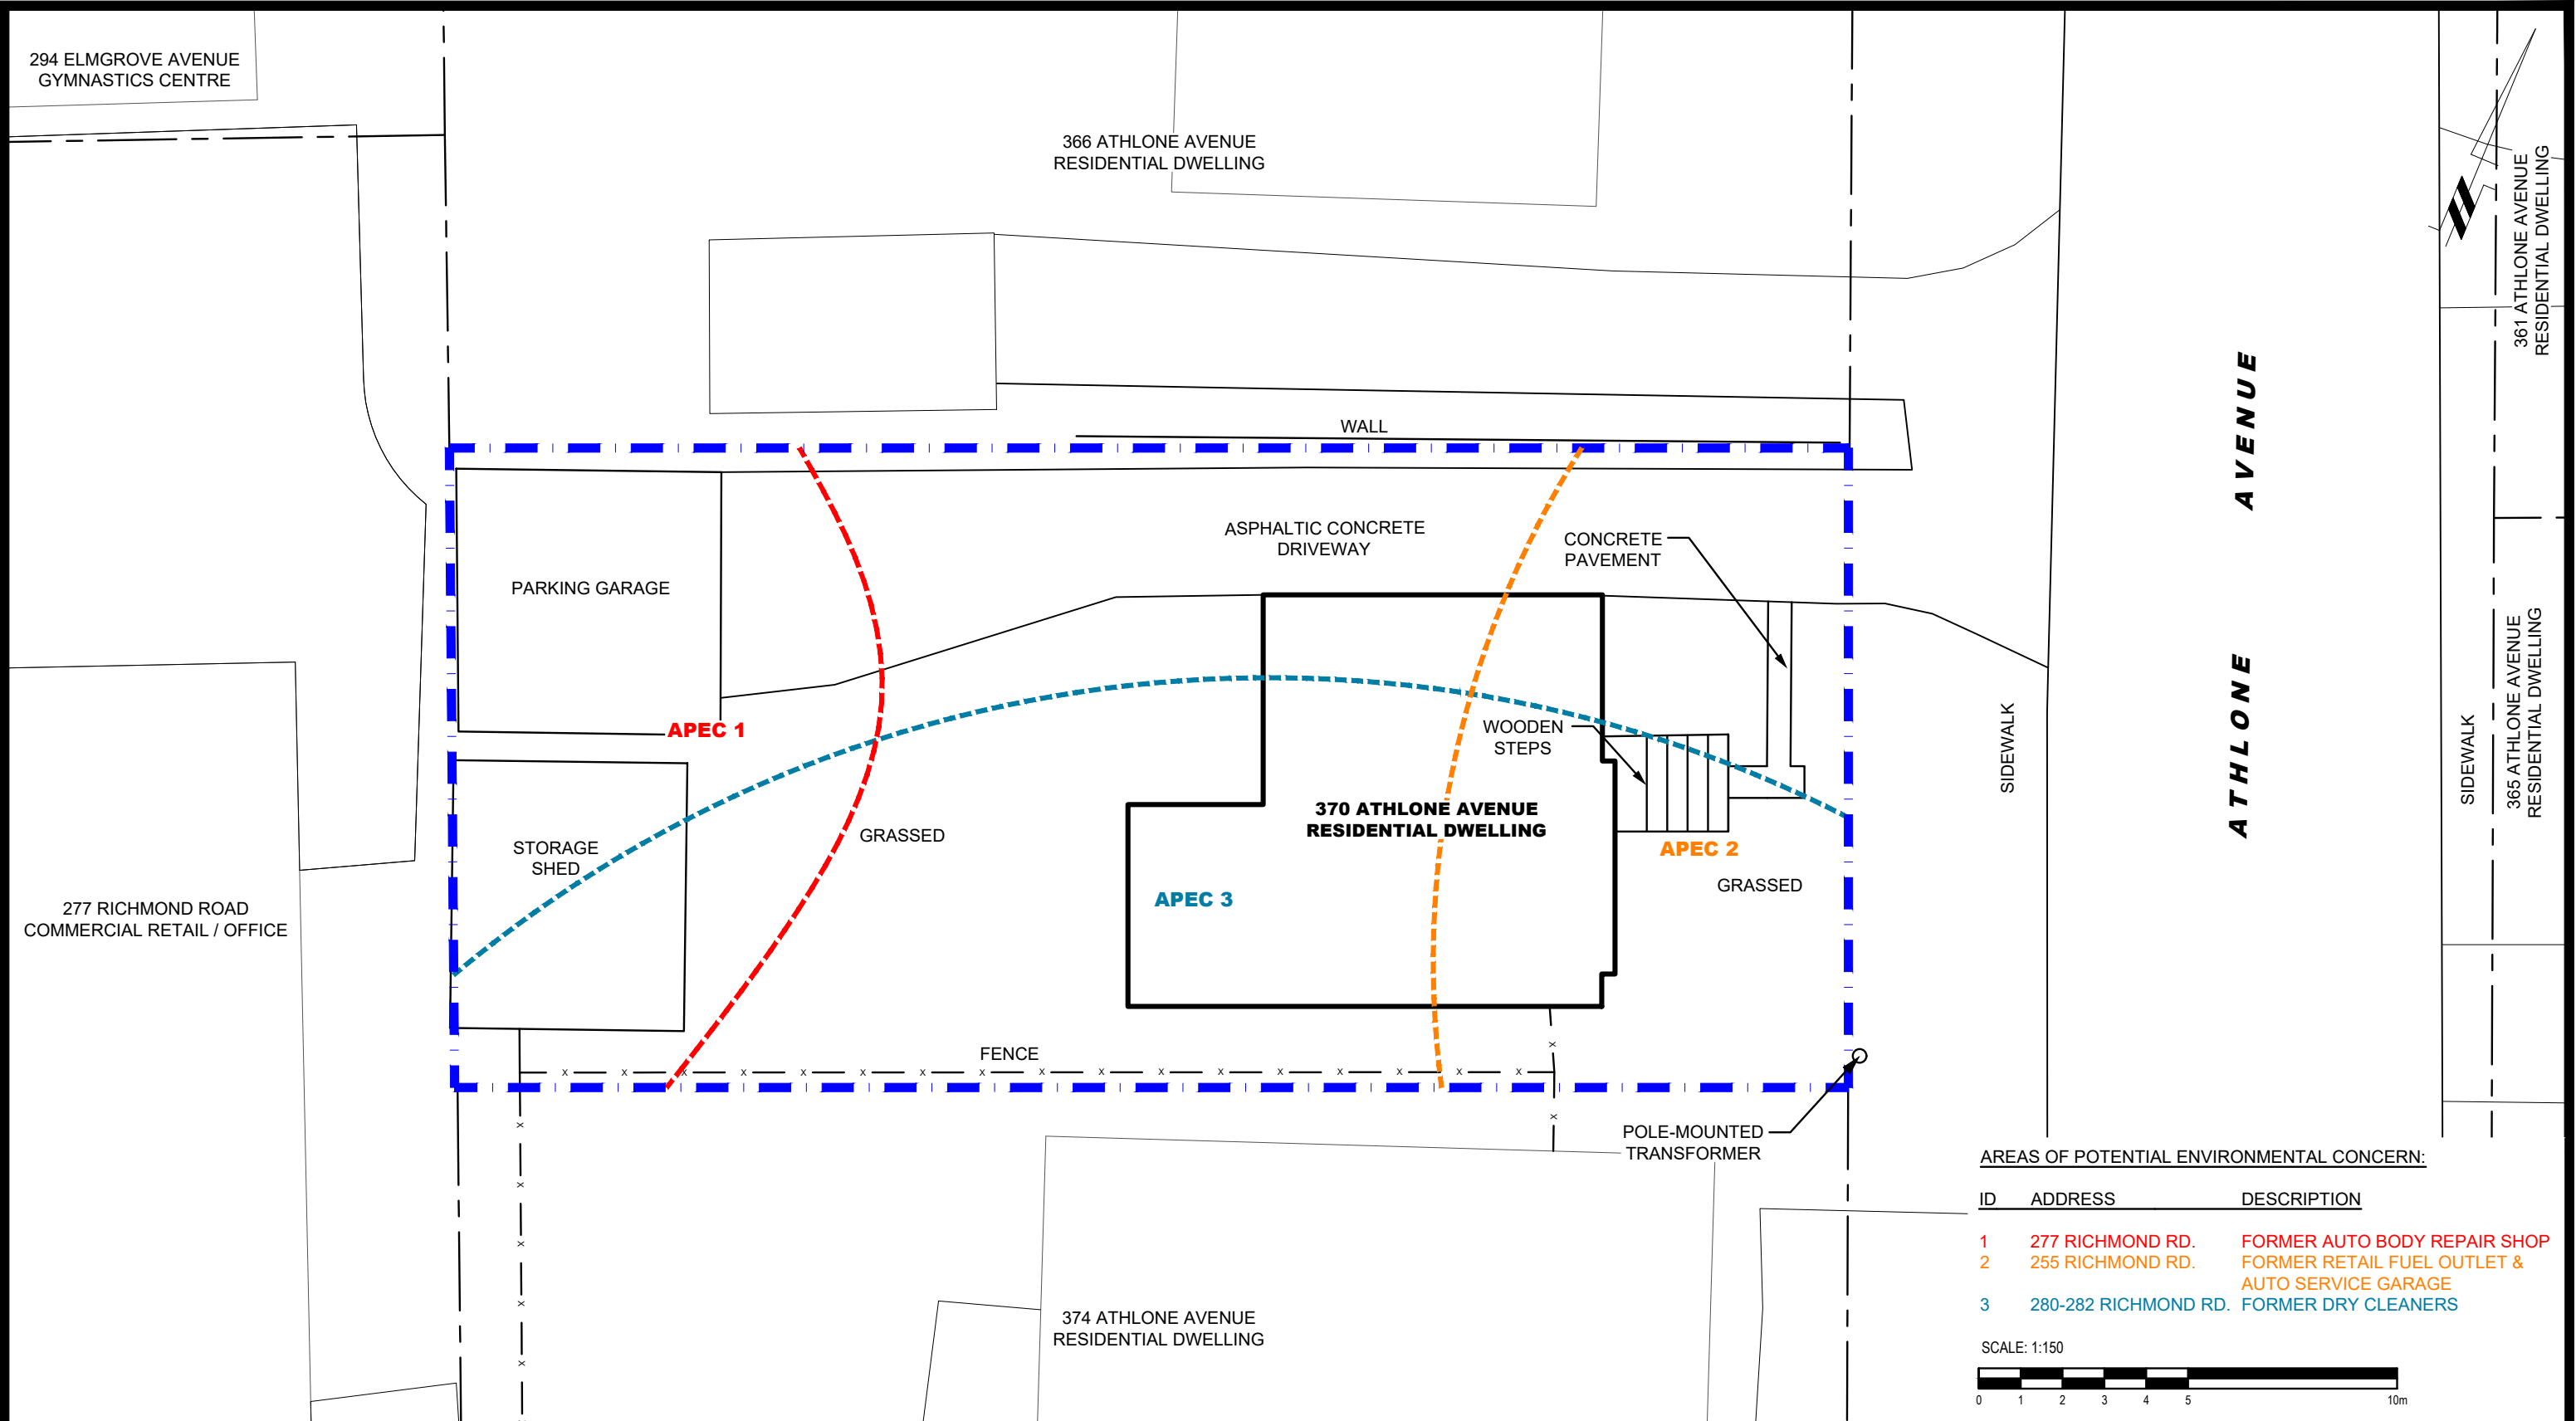 294 ELMGROVE AVENUE
GYMNASTICS CENTRE
366 ATHLONE AVENUE
RESIDENTIAL DWELLING
361 ATHLONE AVENUE
RESIDENTIAL DWELLING
WALL
ASPHALTIC CONCRETE
DRIVEWAY
CONCRETE
PAVEMENT
PARKING GARAGE
APEC 1
WOODEN
STEPS
SIDEWALK
ATHLONE AVENUE
SIDEWALK
365 ATHLONE AVENUE
RESIDENTIAL DWELLING
370 ATHLONE AVENUE
RESIDENTIAL DWELLING
GRASSED
STORAGE
SHED
APEC 2
GRASSED
APEC 3
277 RICHMOND ROAD
COMMERCIAL RETAIL / OFFICE
FENCE
POLE-MOUNTED
TRANSFORMER
374 ATHLONE AVENUE
RESIDENTIAL DWELLING
AREAS OF POTENTIAL ENVIRONMENTAL CONCERN:
ID ADDRESS DESCRIPTION
1 277 RICHMOND RD. FORMER AUTO BODY REPAIR SHOP
2 255 RICHMOND RD. FORMER RETAIL FUEL OUTLET &
AUTO SERVICE GARAGE
3 280-282 RICHMOND RD. FORMER DRY CLEANERS
SCALE: 1:150
0 1 2 3 4 5 10m